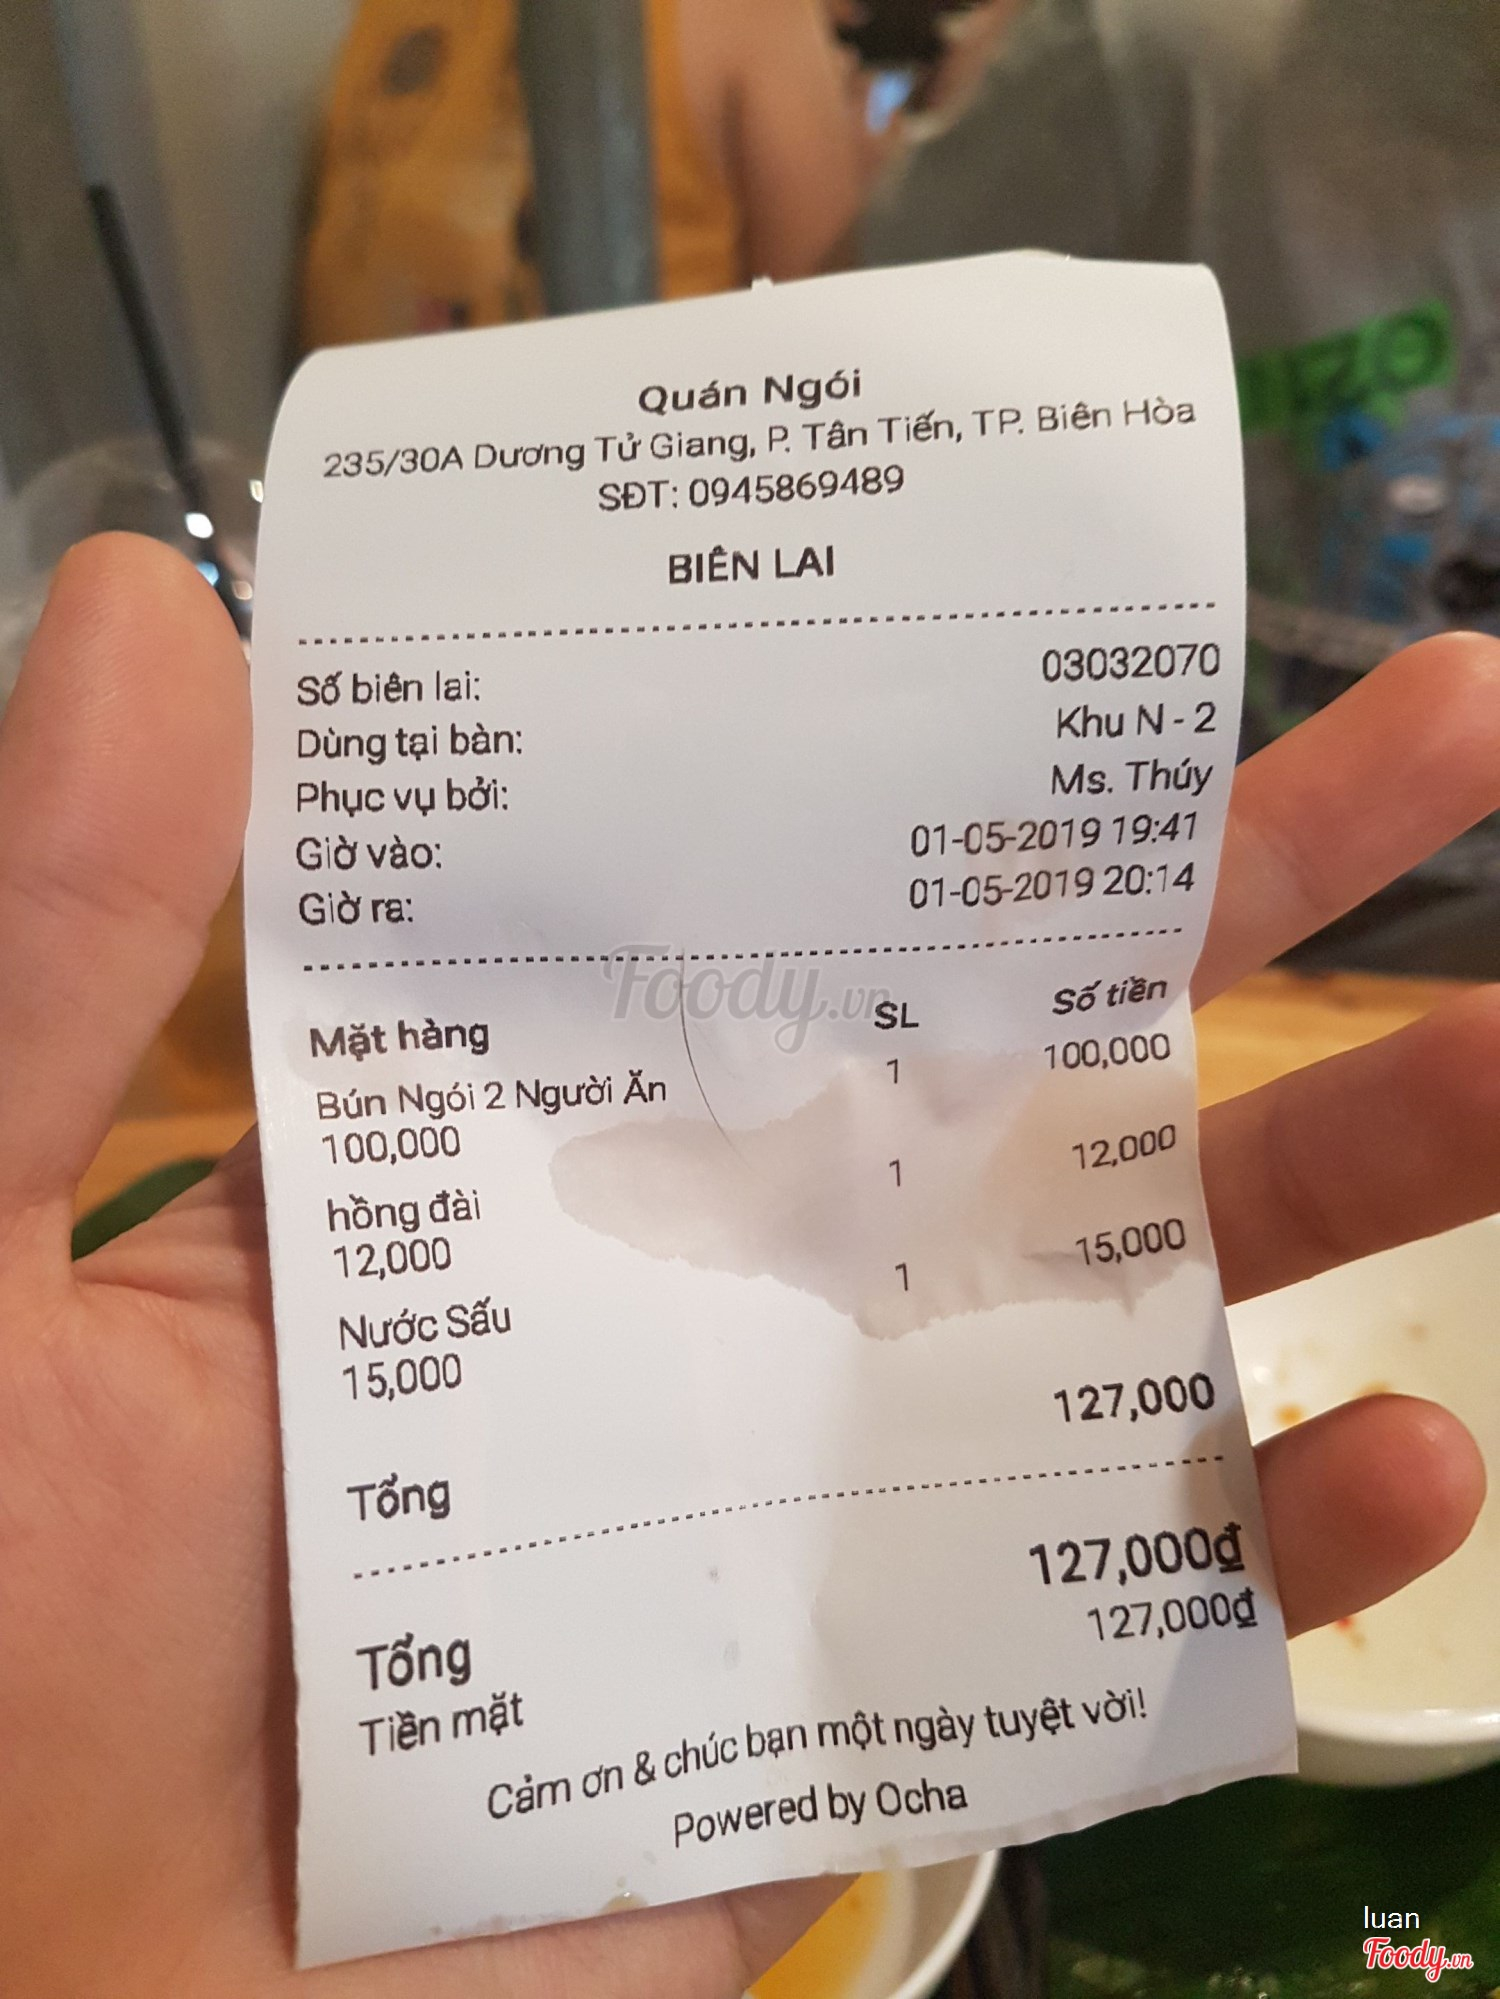 Quán Ngói
235/30A Dương Tử Giang, P. Tân Tiến, TP. Biên Hòa
SĐT: 0945869489
BIÊN LAI
Số biên lai: 03032070
Dùng tại bàn: Khu N - 2
Phục vụ bởi: Ms. Thúy
Giờ vào: 01-05-2019 19:41
Giờ ra: 01-05-2019 20:14
Foody.vn
Mặt hàng SL Số tiền
Bún Ngói 2 Người Ăn 1 100,000
100,000
hồng đài 1 12,000
12,000
Nước Sấu 1 15,000
15,000
Tổng 127,000
Tổng 127,000₫
Tiền mặt 127,000₫
Cảm ơn & chúc bạn một ngày tuyệt vời!
Powered by Ocha
luan
Foody.vn